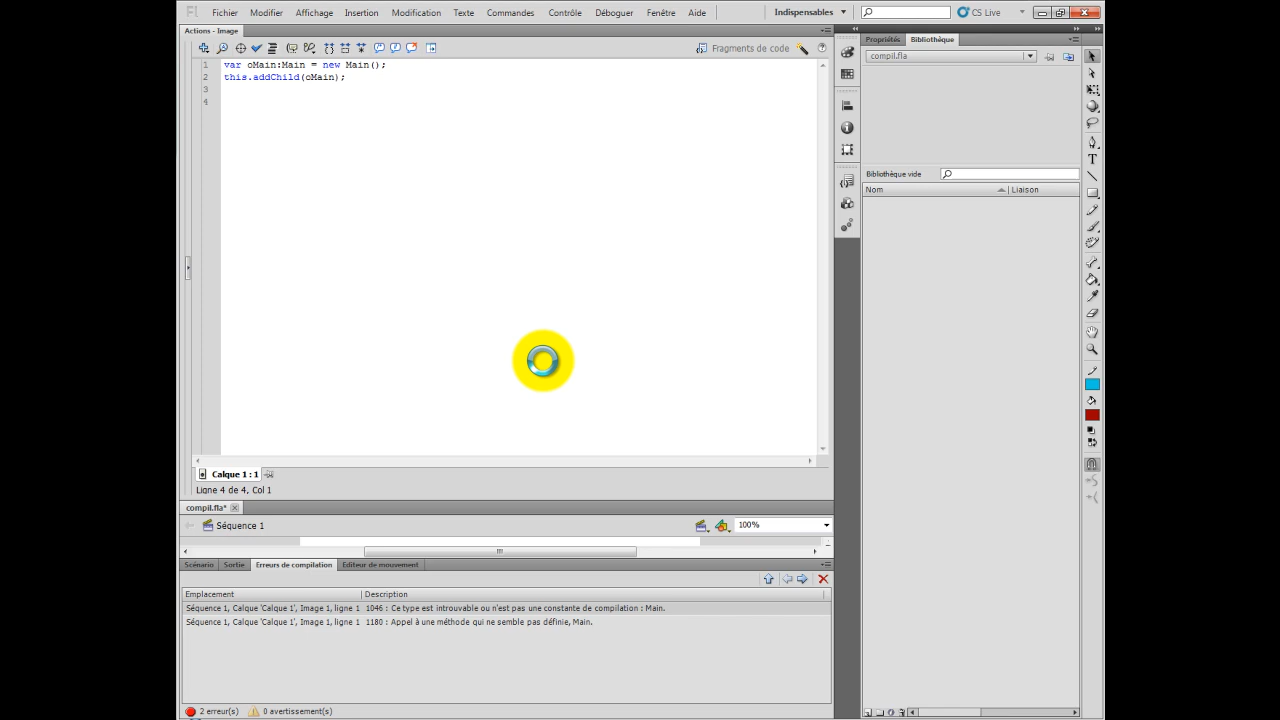 Fl Fichier Modifier Affichage Insertion Modification Texte Commandes Contrôle Déboguer Fenêtre Aide Indispensables CS Live
Actions - Image
Fragments de code
1 var oMain:Main = new Main();
2 this.addChild(oMain);
3
4
Calque 1 : 1
Ligne 4 de 4, Col 1
compil.fla*
Séquence 1 100%
Scénario Sortie Erreurs de compilation Editeur de mouvement
Emplacement Description
Séquence 1, Calque 'Calque 1', Image 1, ligne 1 1046 : Ce type est introuvable ou n'est pas une constante de compilation : Main.
Séquence 1, Calque 'Calque 1', Image 1, ligne 1 1180 : Appel à une méthode qui ne semble pas définie, Main.
2 erreur(s) 0 avertissement(s)
Propriétés Bibliothèque
compil.fla
Bibliothèque vide
Nom Liaison